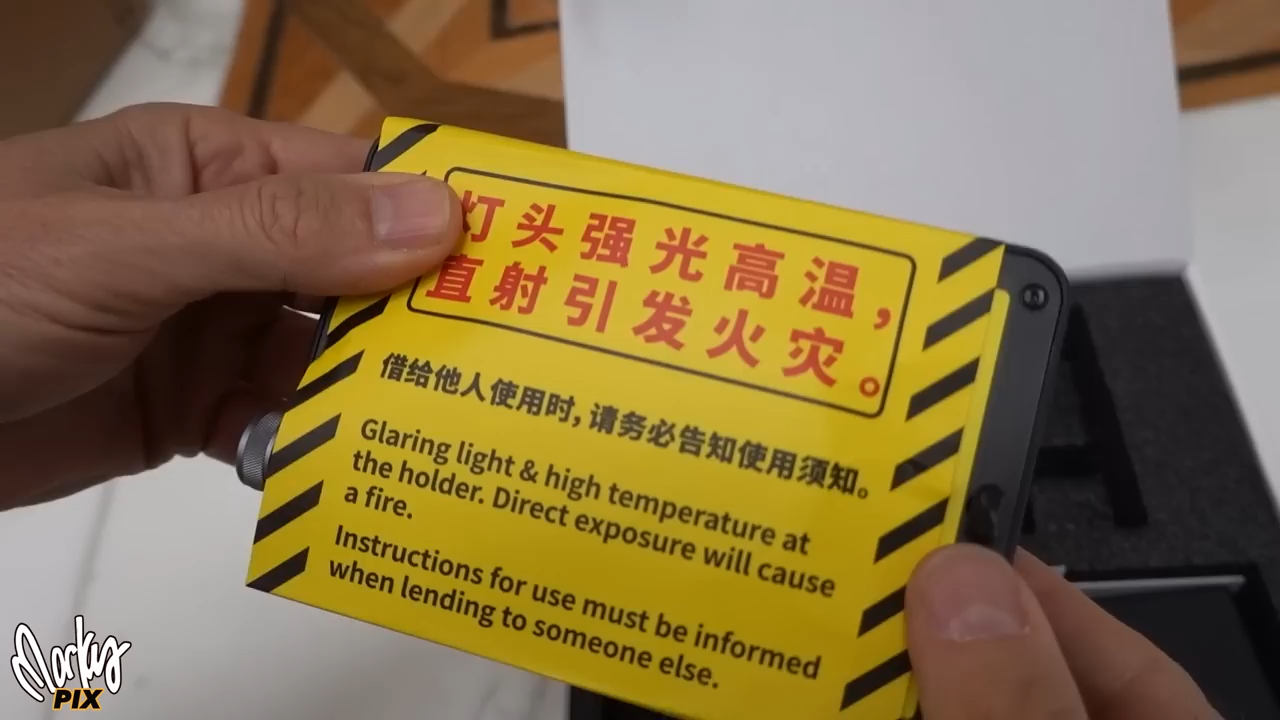 灯头强光高温，
直射引发火灾。
借给他人使用时，请务必告知使用须知。
Glaring light & high temperature at
the holder. Direct exposure will cause
a fire.
Instructions for use must be informed
when lending to someone else.
Markus
PIX